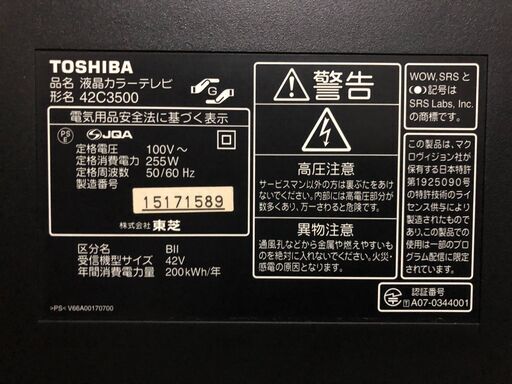 TOSHIBA
品名 液晶カラーテレビ
形名 42C3500
電気用品安全法に基づく表示
PS
E
JQA
定格電圧 100V～
定格消費電力 255W
定格周波数 50/60 Hz
製造番号
15171589
株式会社 東芝
区分名 BII
受信機型サイズ 42V
年間消費電力量 200kWh/年
>PS< V66A00170700
G
警告
高圧注意
サービスマン以外の方は裏ぶたをあけ
ないでください。内部には高電圧部分が
数多くあり、万一さわると危険です。
異物注意
通風孔などから金属や燃えやすいも
のを絶対に入れないでください。火災・
感電の原因となります。
WOW, SRS と
(●)記号は
SRS Labs, Inc.
の商標です。
この製品は、マク
ロヴィジョン社が
保有する日本特許
第1925090号
の特許技術のライ
センス供与により
製造されたもので
あり、この製品での
使用は一部のプロ
グラム配信に限定
されています。
認証番号
T A07-0344001